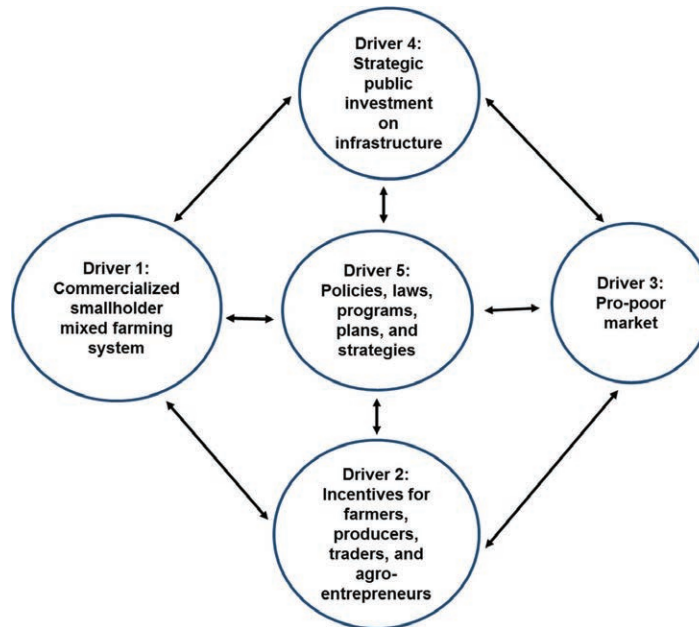 Driver 4:
Strategic
public
investment
on
infrastructure
Driver 1:
Commercialized
smallholder
mixed farming
system
Driver 5:
Policies, laws,
programs,
plans, and
strategies
Driver 3:
Pro-poor
market
Driver 2:
Incentives for
farmers,
producers,
traders, and
agro-
entrepreneurs